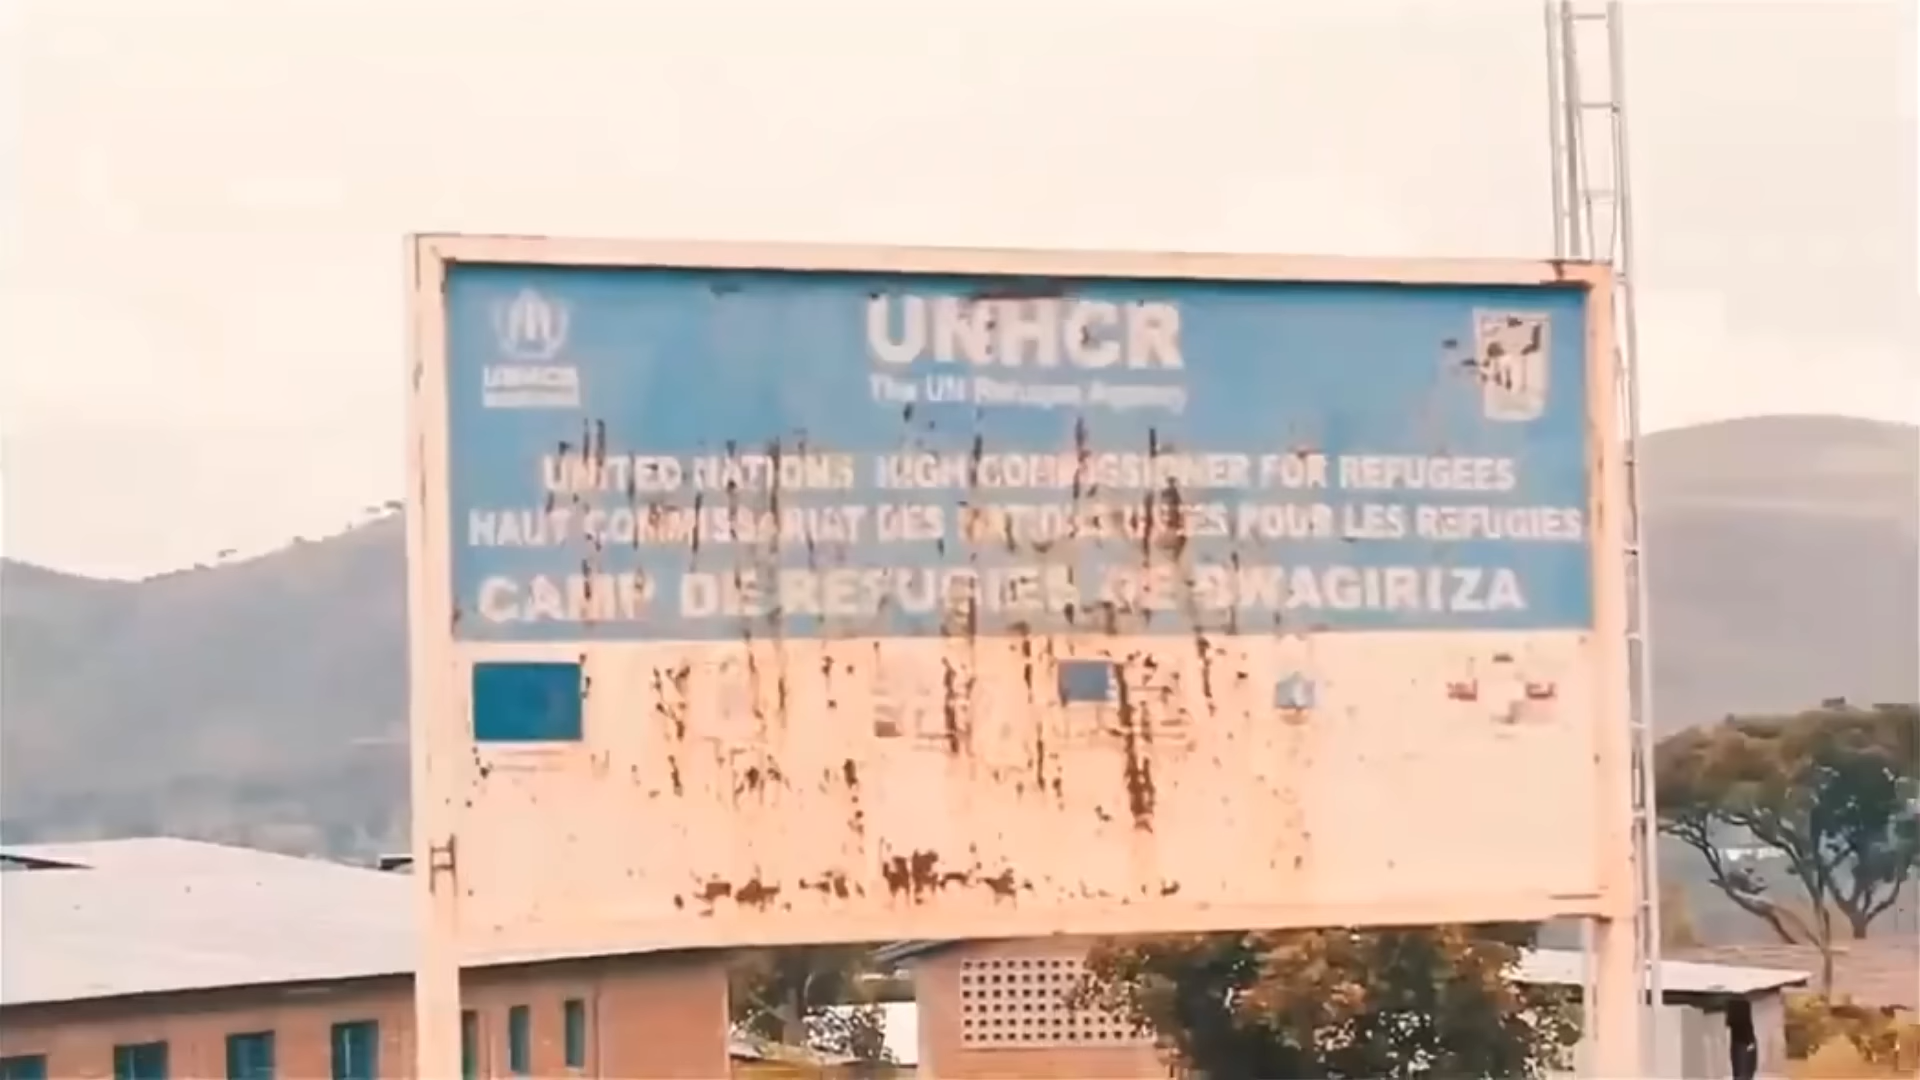 UNHCR
UNHCR
The UN Refugee Agency
UNITED NATIONS HIGH COMMISSIONER FOR REFUGEES
HAUT COMMISSARIAT DES NATIONS UNIES POUR LES REFUGIES
CAMP DE REFUGIES DE BWAGIRIZA